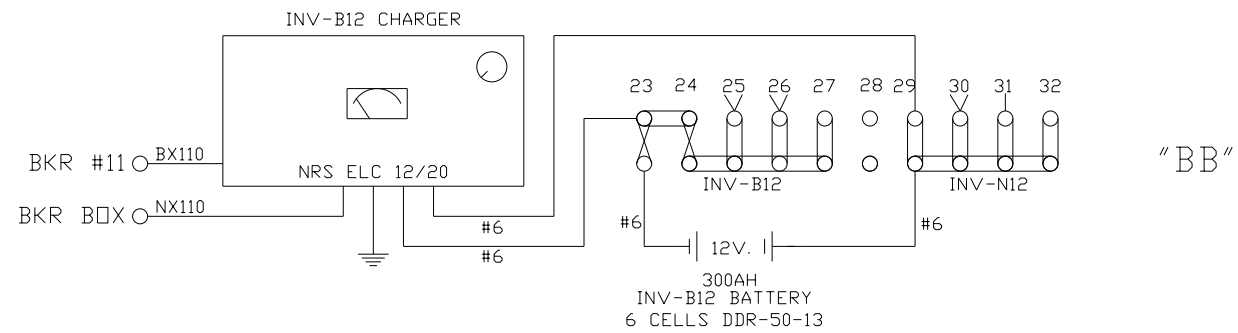 INV-B12 CHARGER
23 24 25 26 27 28 29 30 31 32
BKR #11 BX110
NRS ELC 12/20
"BB"
INV-B12 INV-N12
BKR BOX NX110
#6
#6
#6
#6
12V.
300AH
INV-B12 BATTERY
6 CELLS DDR-50-13